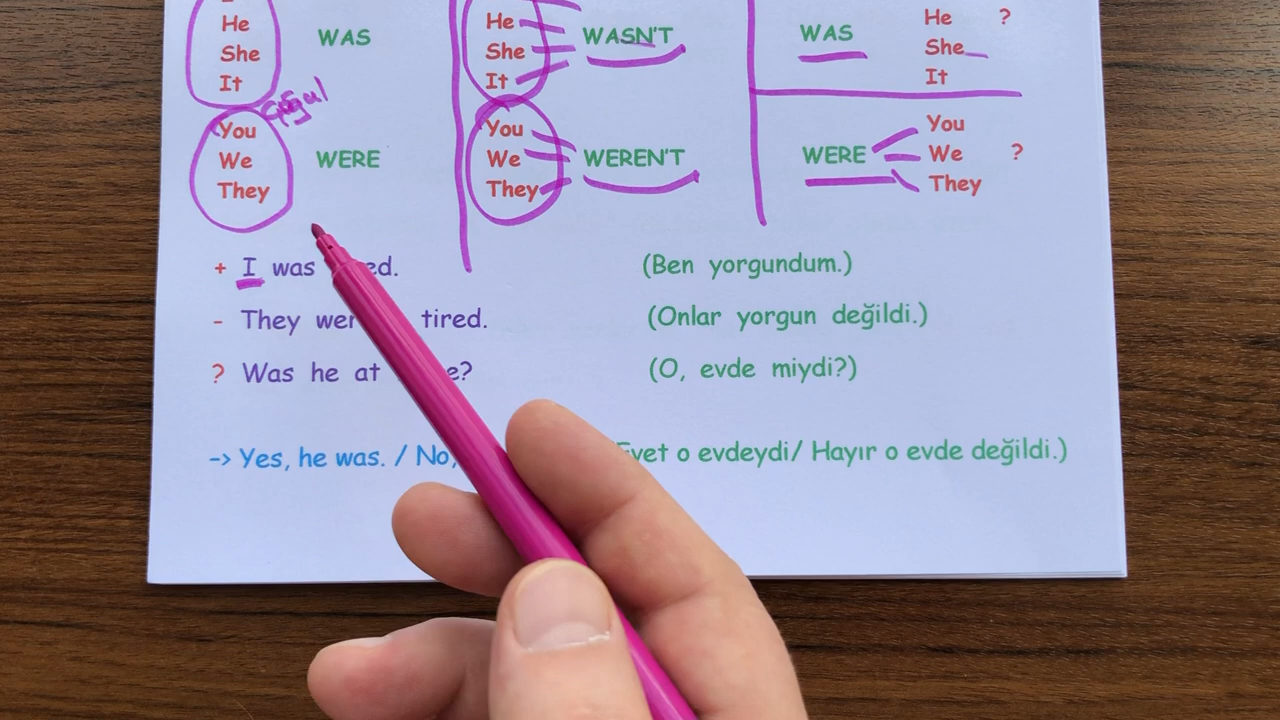 He WAS
She
It
You WERE
We
They
çoğul
He WASN'T
She
It
You WEREN'T
We
They
WAS He ?
She
It
WERE You
We ?
They
+ I was
- They tired.
? Was he at
(Ben yorgundum.)
(Onlar yorgun değildi.)
(O, evde miydi?)
-> Yes, he was. / No, o evdeydi/ Hayır o evde değildi.)